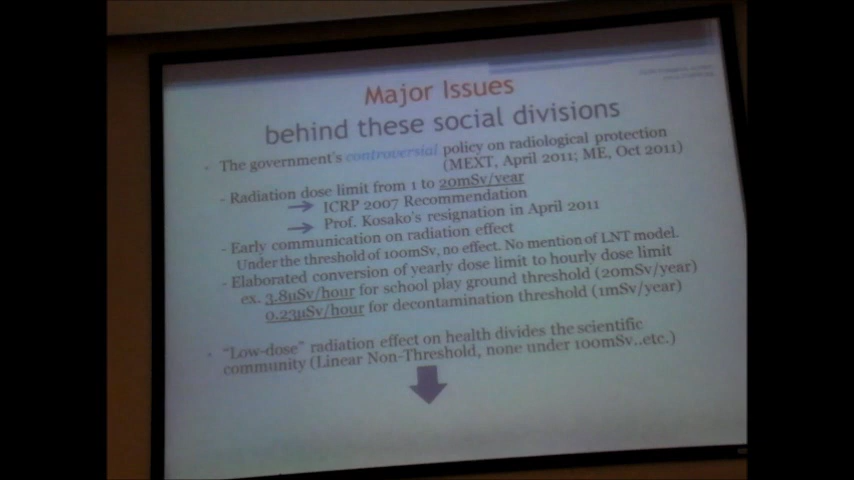 Major Issues
behind these social divisions
- The government's controversial policy on radiological protection
(MEXT, April 2011; ME, Oct 2011)
- Radiation dose limit from 1 to 20mSv/year
→ ICRP 2007 Recommendation
→ Prof. Kosako's resignation in April 2011
- Early communication on radiation effect
Under the threshold of 100mSv, no effect. No mention of LNT model.
- Elaborated conversion of yearly dose limit to hourly dose limit
ex. 3.8μSv/hour for school play ground threshold (20mSv/year)
0.23μSv/hour for decontamination threshold (1mSv/year)
· "Low-dose" radiation effect on health divides the scientific
community (Linear Non-Threshold, none under 100mSv..etc.)